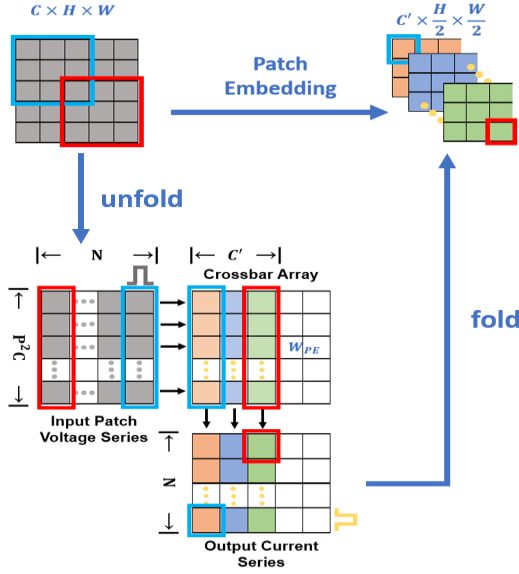 C × H × W
C′ × H/2 × W/2
Patch
Embedding
unfold
N
C′
Crossbar Array
P²C
W_PE
fold
Input Patch
Voltage Series
N
Output Current
Series